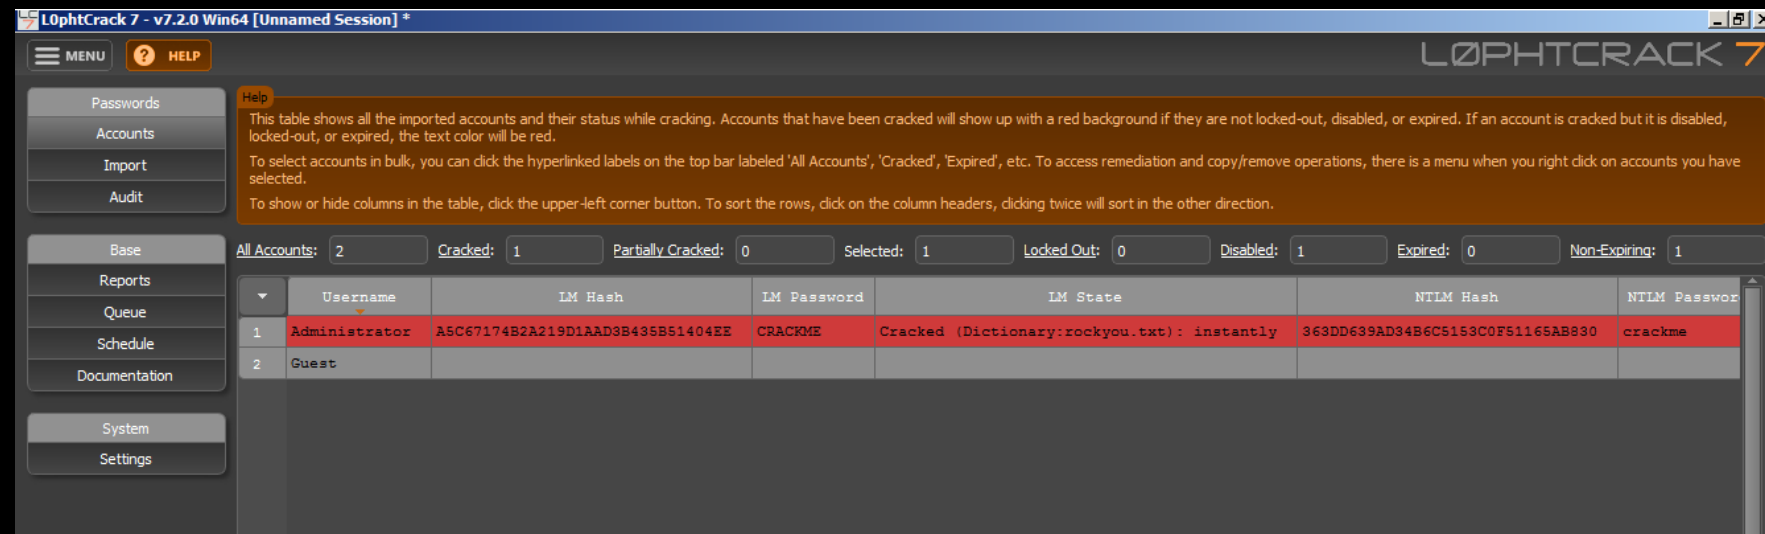 L0phtCrack 7 - v7.2.0 Win64 [Unnamed Session] *
MENU ? HELP LØPHTCRACK 7
Passwords
Accounts
Import
Audit
Base
Reports
Queue
Schedule
Documentation
System
Settings
Help
This table shows all the imported accounts and their status while cracking. Accounts that have been cracked will show up with a red background if they are not locked-out, disabled, or expired. If an account is cracked but it is disabled,
locked-out, or expired, the text color will be red.
To select accounts in bulk, you can click the hyperlinked labels on the top bar labeled 'All Accounts', 'Cracked', 'Expired', etc. To access remediation and copy/remove operations, there is a menu when you right click on accounts you have
selected.
To show or hide columns in the table, click the upper-left corner button. To sort the rows, click on the column headers, clicking twice will sort in the other direction.
All Accounts: 2 Cracked: 1 Partially Cracked: 0 Selected: 1 Locked Out: 0 Disabled: 1 Expired: 0 Non-Expiring: 1
Username LM Hash LM Password LM State NTLM Hash NTLM Passwor
1 Administrator A5C67174B2A219D1AAD3B435B51404EE CRACKME Cracked (Dictionary:rockyou.txt): instantly 363DD639AD34B6C5153C0F51165AB830 crackme
2 Guest